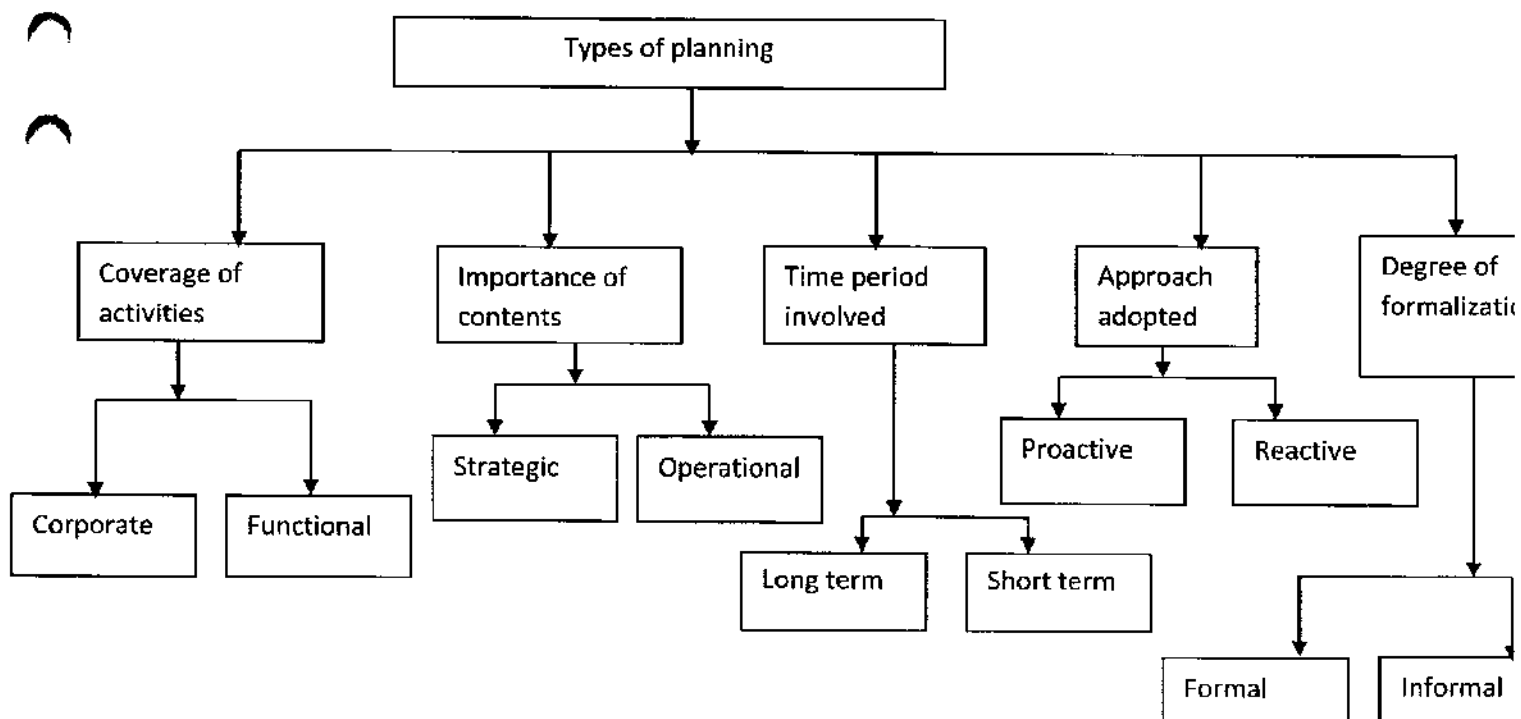 Types of planning
Coverage of
activities
Importance of
contents
Time period
involved
Approach
adopted
Degree of
formalizatio
Strategic
Operational
Proactive
Reactive
Corporate
Functional
Long term
Short term
Formal
Informal